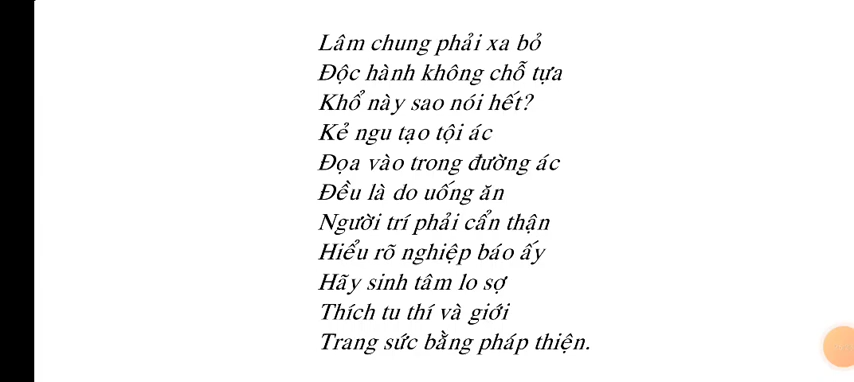 Lâm chung phải xa bỏ
Độc hành không chỗ tựa
Khổ này sao nói hết?
Kẻ ngu tạo tội ác
Đọa vào trong đường ác
Đều là do uống ăn
Người trí phải cẩn thận
Hiểu rõ nghiệp báo ấy
Hãy sinh tâm lo sợ
Thích tu thí và giới
Trang sức bằng pháp thiện.